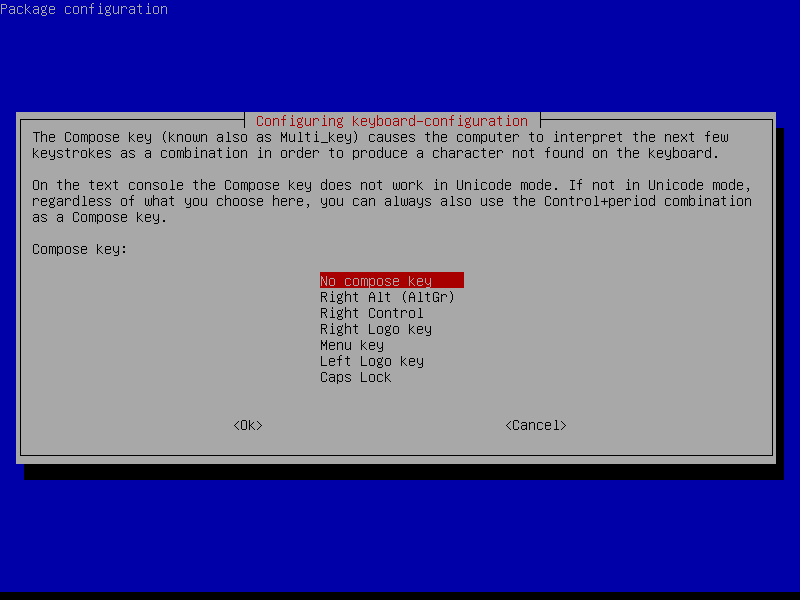 Package configuration
Configuring keyboard-configuration
The Compose key (known also as Multi_key) causes the computer to interpret the next few
keystrokes as a combination in order to produce a character not found on the keyboard.
On the text console the Compose key does not work in Unicode mode. If not in Unicode mode,
regardless of what you choose here, you can always also use the Control+period combination
as a Compose key.
Compose key:
No compose key
Right Alt (AltGr)
Right Control
Right Logo key
Menu key
Left Logo key
Caps Lock
<Ok> <Cancel>